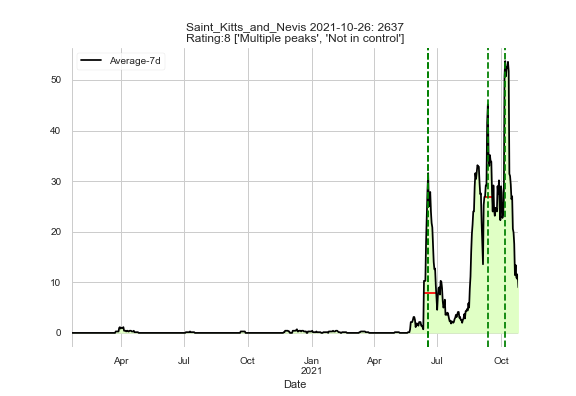 Saint_Kitts_and_Nevis 2021-10-26: 2637
Rating:8 ['Multiple peaks', 'Not in control']
Average-7d
50
40
30
20
10
0
Apr Jul Oct Jan Apr Jul Oct
2021
Date